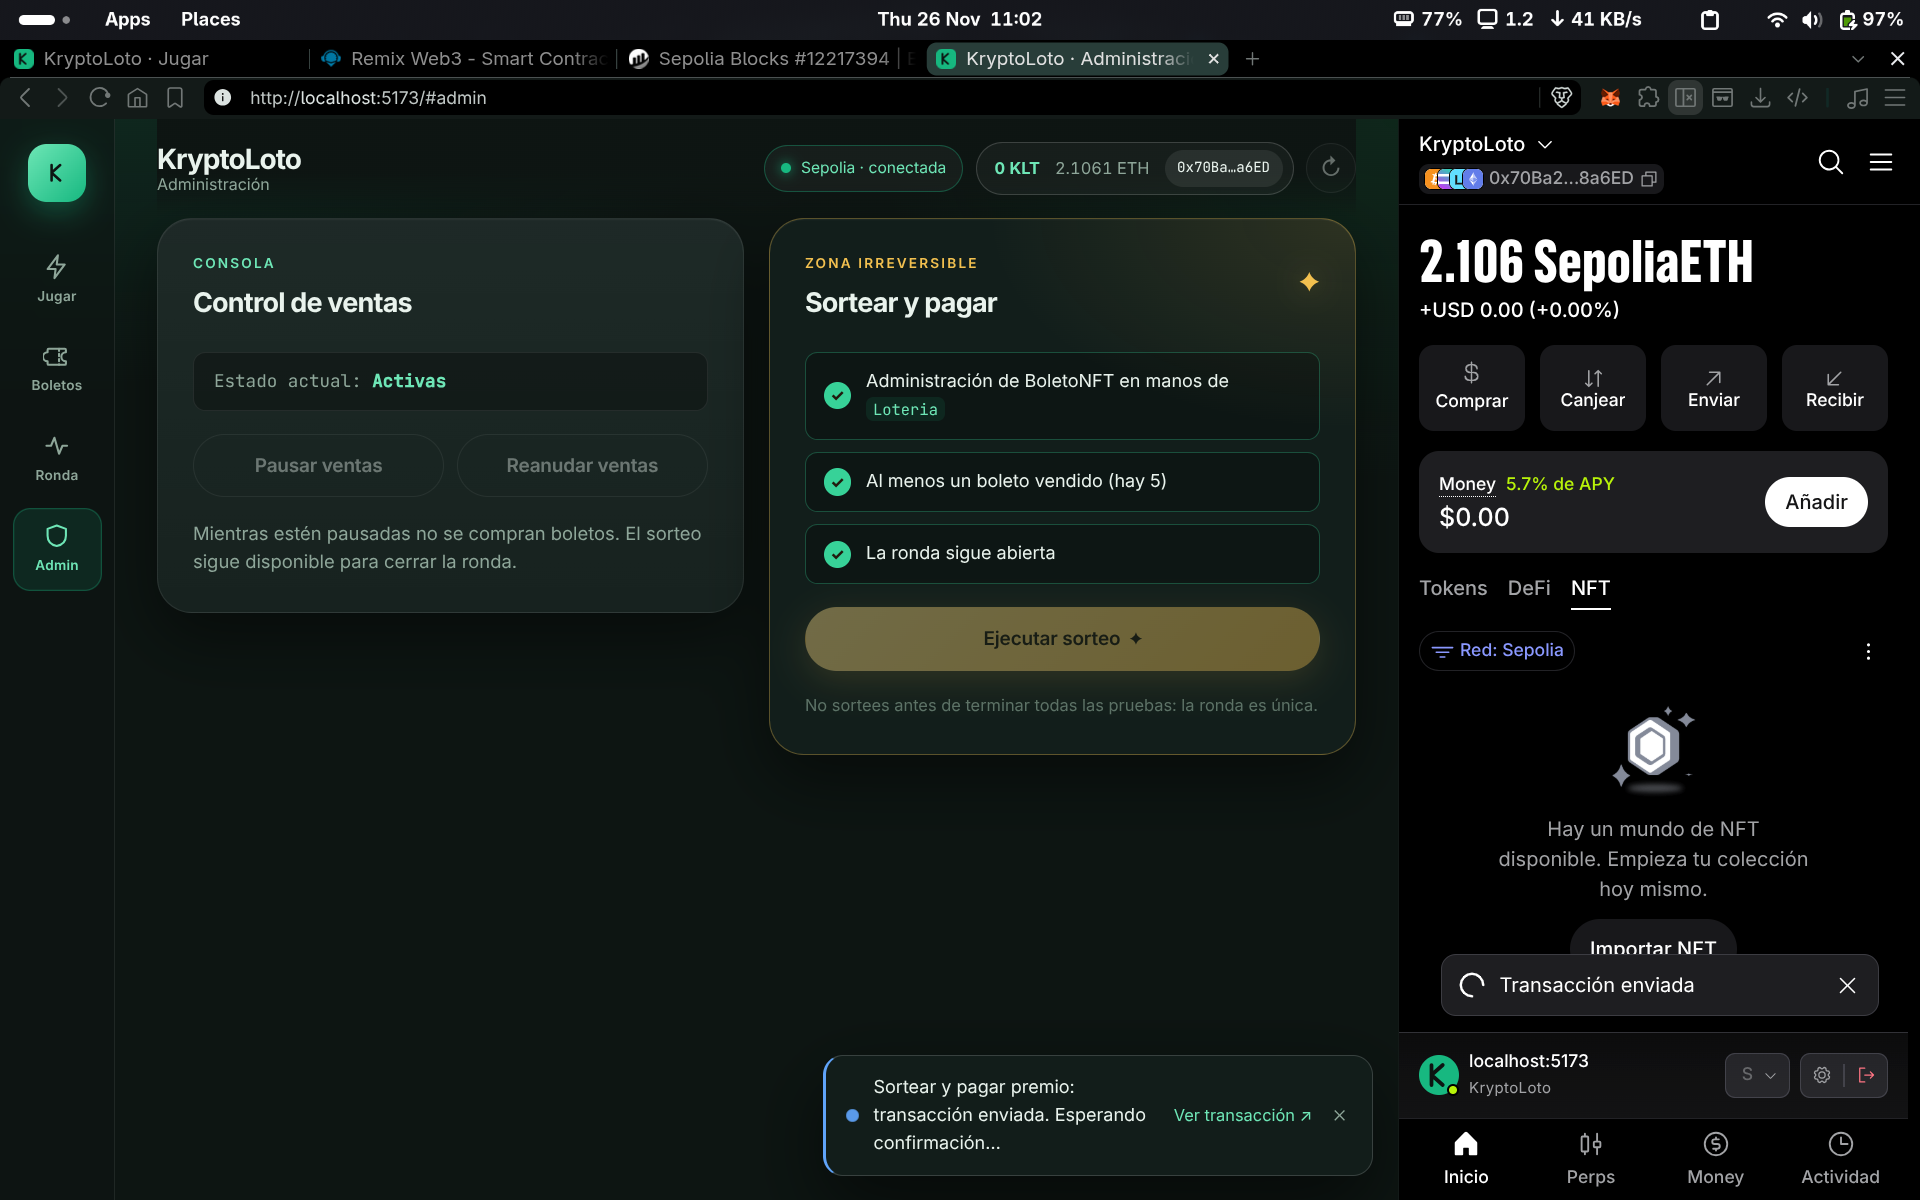 Apps Places
Thu 26 Nov 11:02
77% 1.2 41 KB/s 97%
KryptoLoto · Jugar
Remix Web3 - Smart Contrac
Sepolia Blocks #12217394 | E
KryptoLoto · Administraci
http://localhost:5173/#admin
K
Jugar
Boletos
Ronda
Admin
KryptoLoto
Administración
Sepolia · conectada
0 KLT 2.1061 ETH 0x70Ba…a6ED
CONSOLA
Control de ventas
Estado actual: Activas
Pausar ventas
Reanudar ventas
Mientras estén pausadas no se compran boletos. El sorteo
sigue disponible para cerrar la ronda.
ZONA IRREVERSIBLE
Sortear y pagar
Administración de BoletoNFT en manos de
Loteria
Al menos un boleto vendido (hay 5)
La ronda sigue abierta
Ejecutar sorteo ✦
No sortees antes de terminar todas las pruebas: la ronda es única.
Sortear y pagar premio:
transacción enviada. Esperando
confirmación...
Ver transacción ↗
KryptoLoto
0x70Ba2...8a6ED
2.106 SepoliaETH
+USD 0.00 (+0.00%)
Comprar
Canjear
Enviar
Recibir
Money 5.7% de APY
$0.00
Añadir
Tokens DeFi NFT
Red: Sepolia
Hay un mundo de NFT
disponible. Empieza tu colección
hoy mismo.
Importar NFT
Transacción enviada
K
localhost:5173
KryptoLoto
S
Inicio
Perps
Money
Actividad